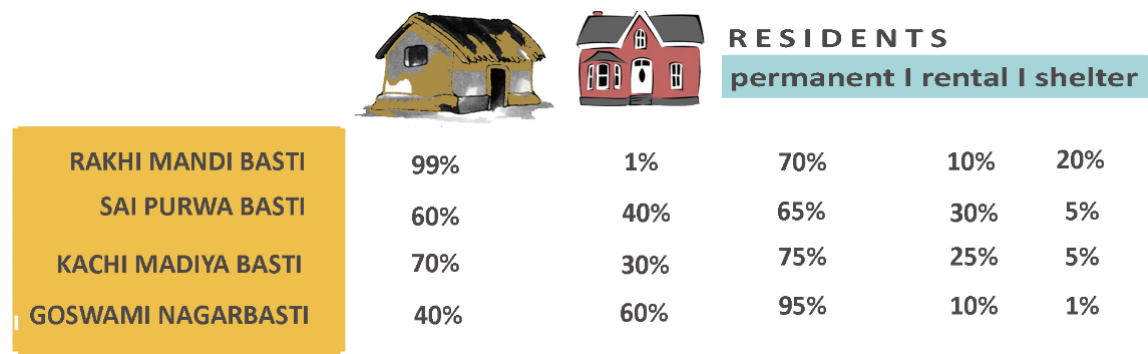 RESIDENTS
permanent I rental I shelter
RAKHI MANDI BASTI 99% 1% 70% 10% 20%
SAI PURWA BASTI 60% 40% 65% 30% 5%
KACHI MADIYA BASTI 70% 30% 75% 25% 5%
GOSWAMI NAGARBASTI 40% 60% 95% 10% 1%